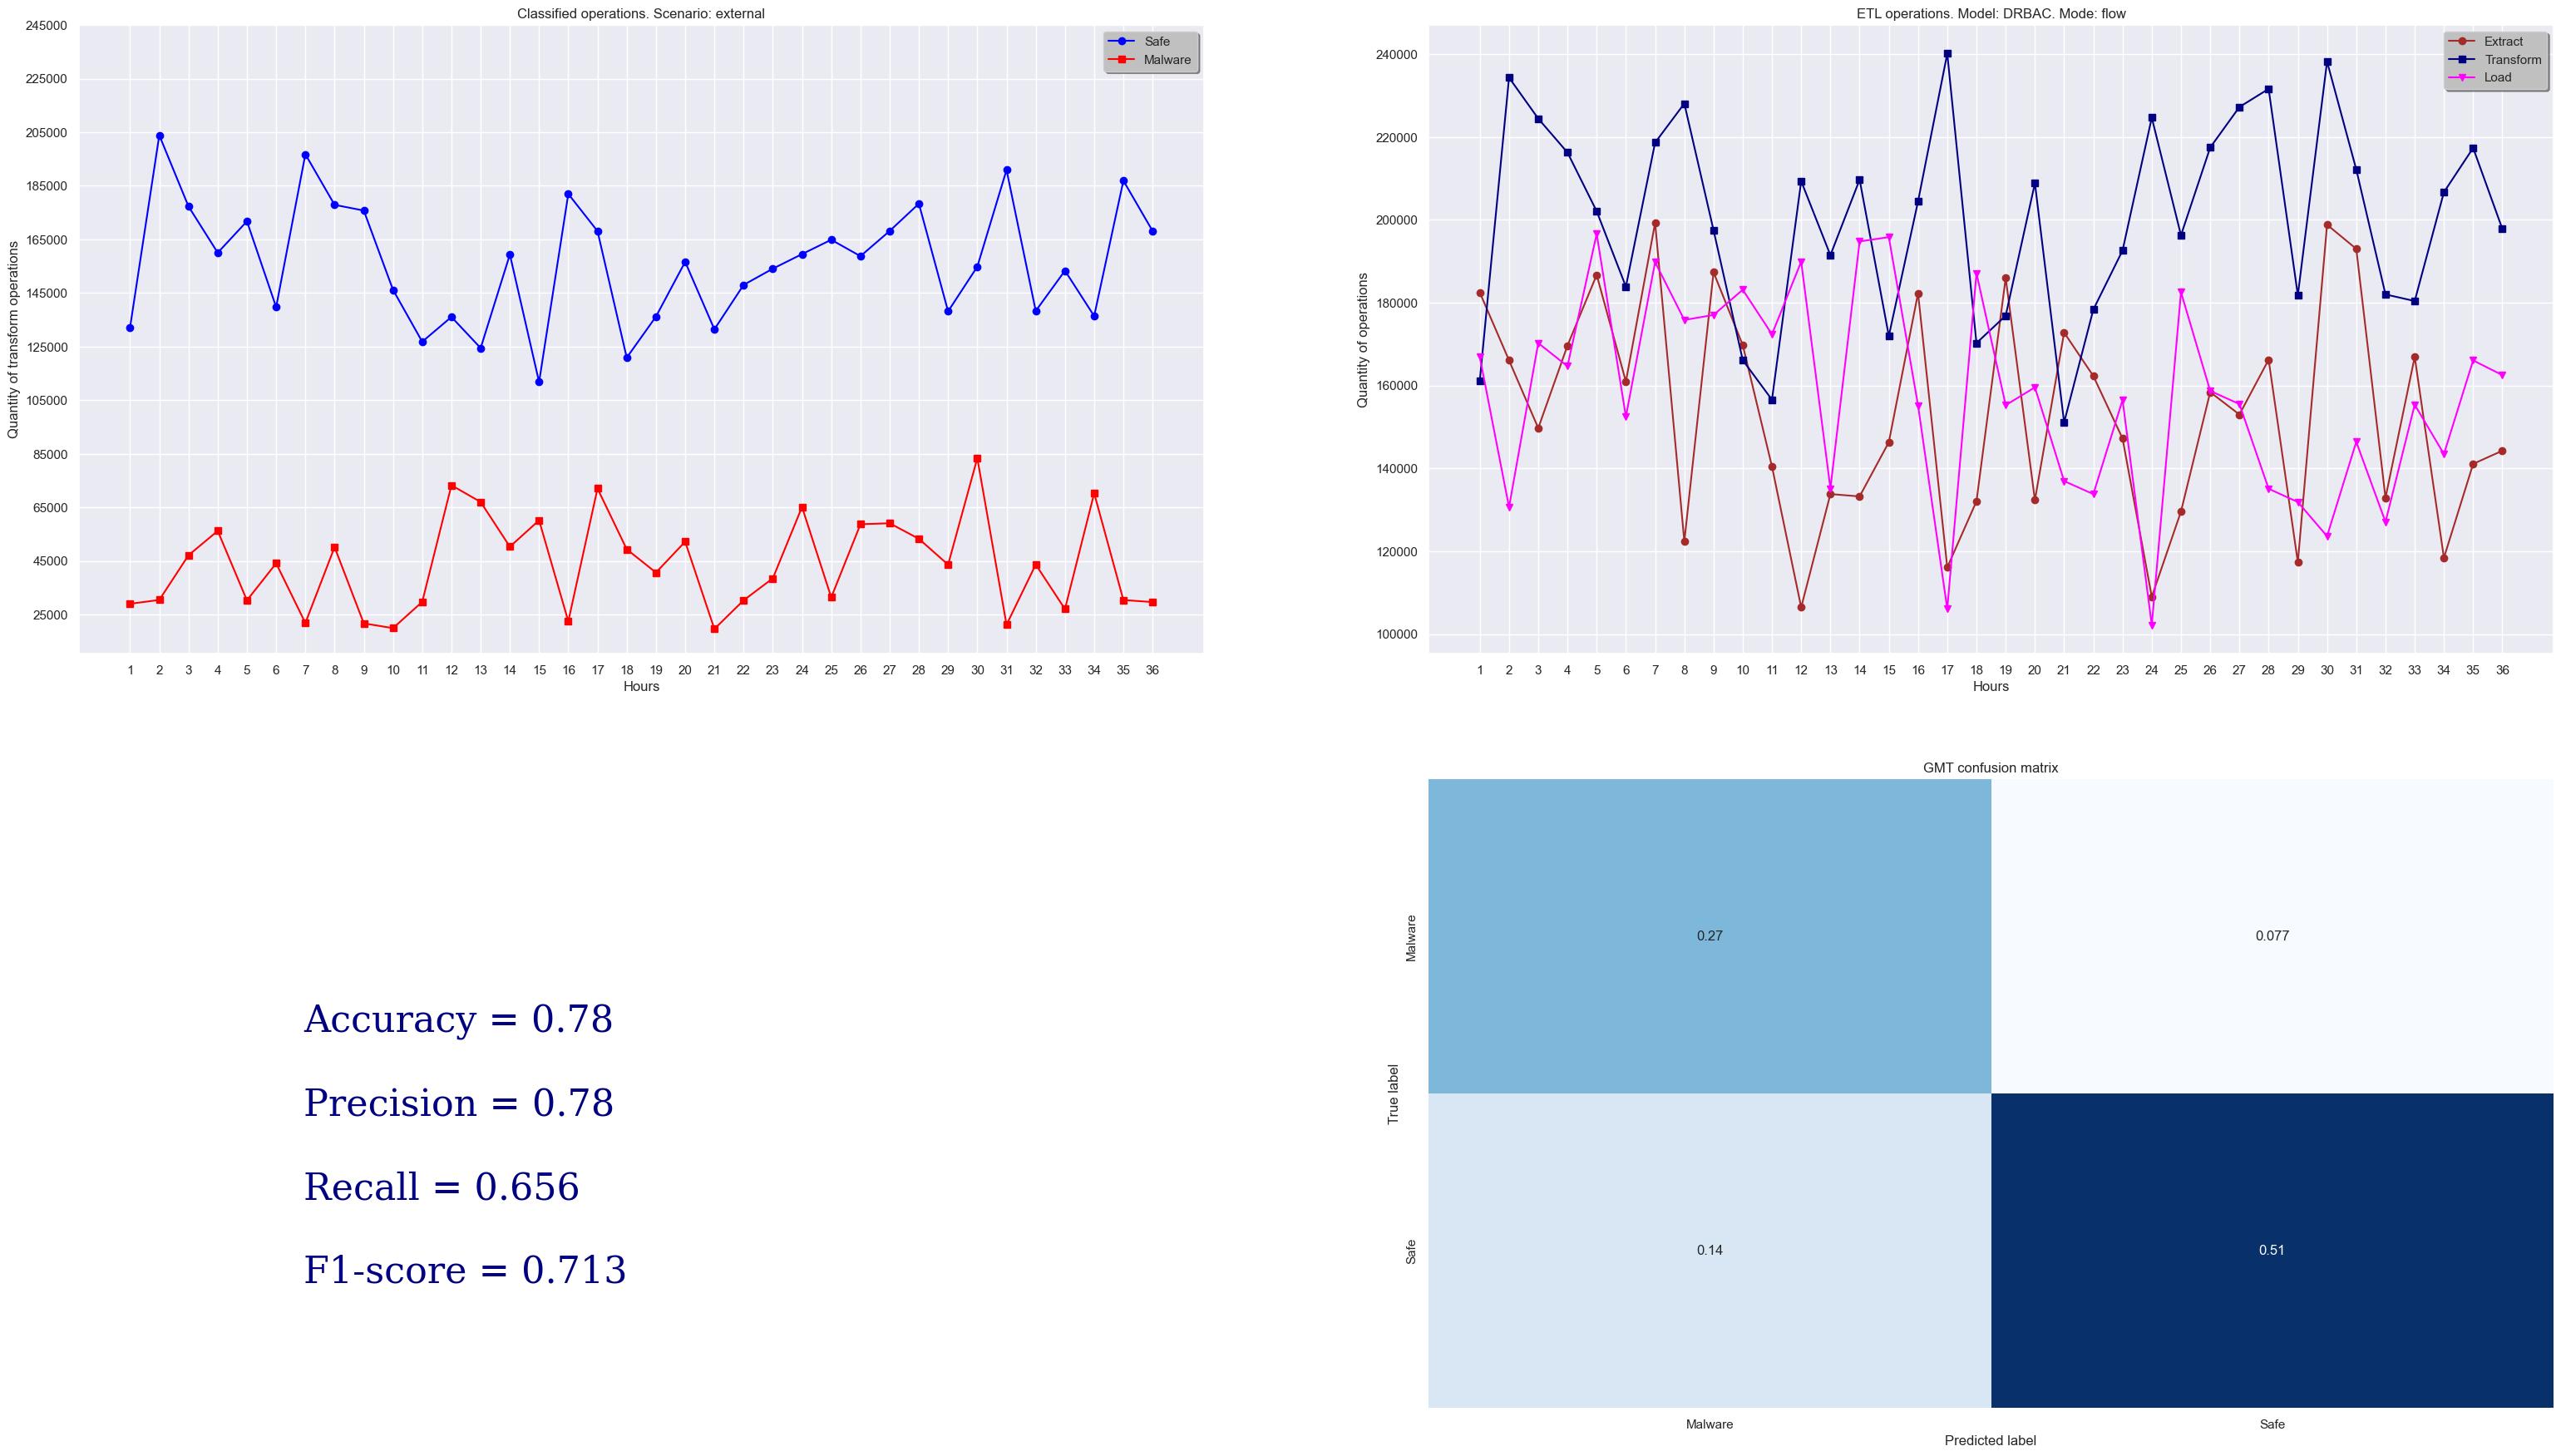 Classified operations. Scenario: external
Quantity of transform operations
245000
225000
205000
185000
165000
145000
125000
105000
85000
65000
45000
25000
Safe
Malware
1 2 3 4 5 6 7 8 9 10 11 12 13 14 15 16 17 18 19 20 21 22 23 24 25 26 27 28 29 30 31 32 33 34 35 36
Hours
ETL operations. Model: DRBAC. Mode: flow
Quantity of operations
240000
220000
200000
180000
160000
140000
120000
100000
Extract
Transform
Load
1 2 3 4 5 6 7 8 9 10 11 12 13 14 15 16 17 18 19 20 21 22 23 24 25 26 27 28 29 30 31 32 33 34 35 36
Hours
Accuracy = 0.78
Precision = 0.78
Recall = 0.656
F1-score = 0.713
GMT confusion matrix
True label
Malware
0.27 0.077
Safe
0.14 0.51
Malware Safe
Predicted label